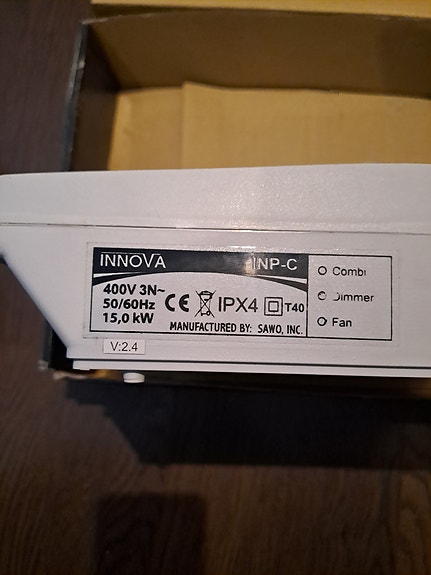 INNOVA INP-C
400V 3N~
50/60Hz
15,0 kW
CE IPX4 T40
MANUFACTURED BY: SAWO, INC.
Combi
Dimmer
Fan
V:2.4